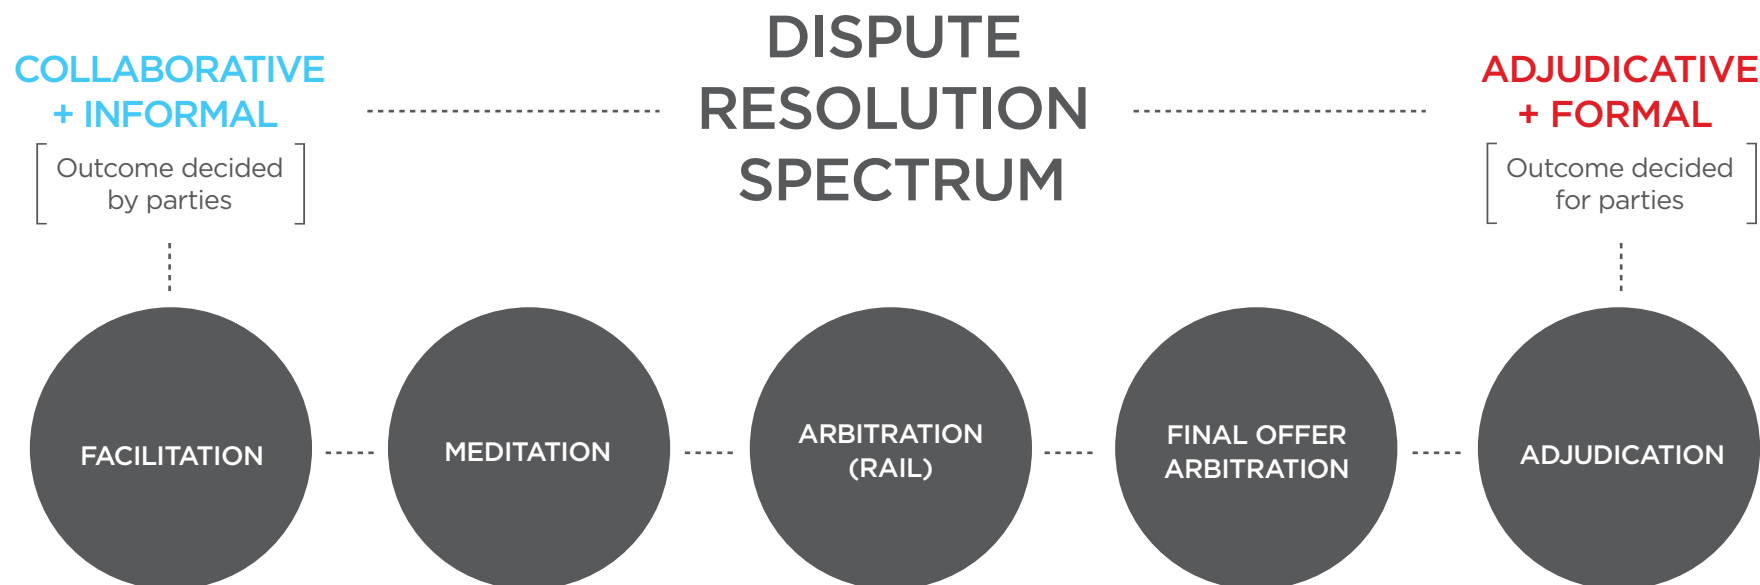 DISPUTE
RESOLUTION
SPECTRUM
COLLABORATIVE
+ INFORMAL
Outcome decided
by parties
ADJUDICATIVE
+ FORMAL
Outcome decided
for parties
FACILITATION
MEDITATION
ARBITRATION
(RAIL)
FINAL OFFER
ARBITRATION
ADJUDICATION